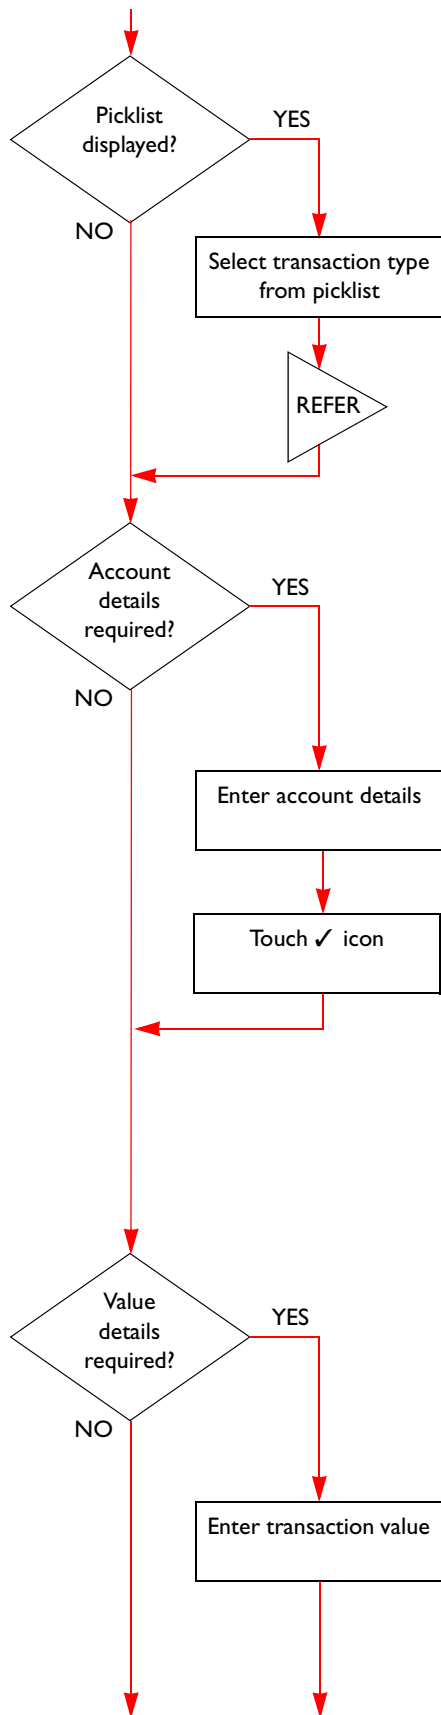 Picklist
displayed?
YES
NO
Select transaction type
from picklist
REFER
Account
details
required?
YES
NO
Enter account details
Touch ✓ icon
Value
details
required?
YES
NO
Enter transaction value